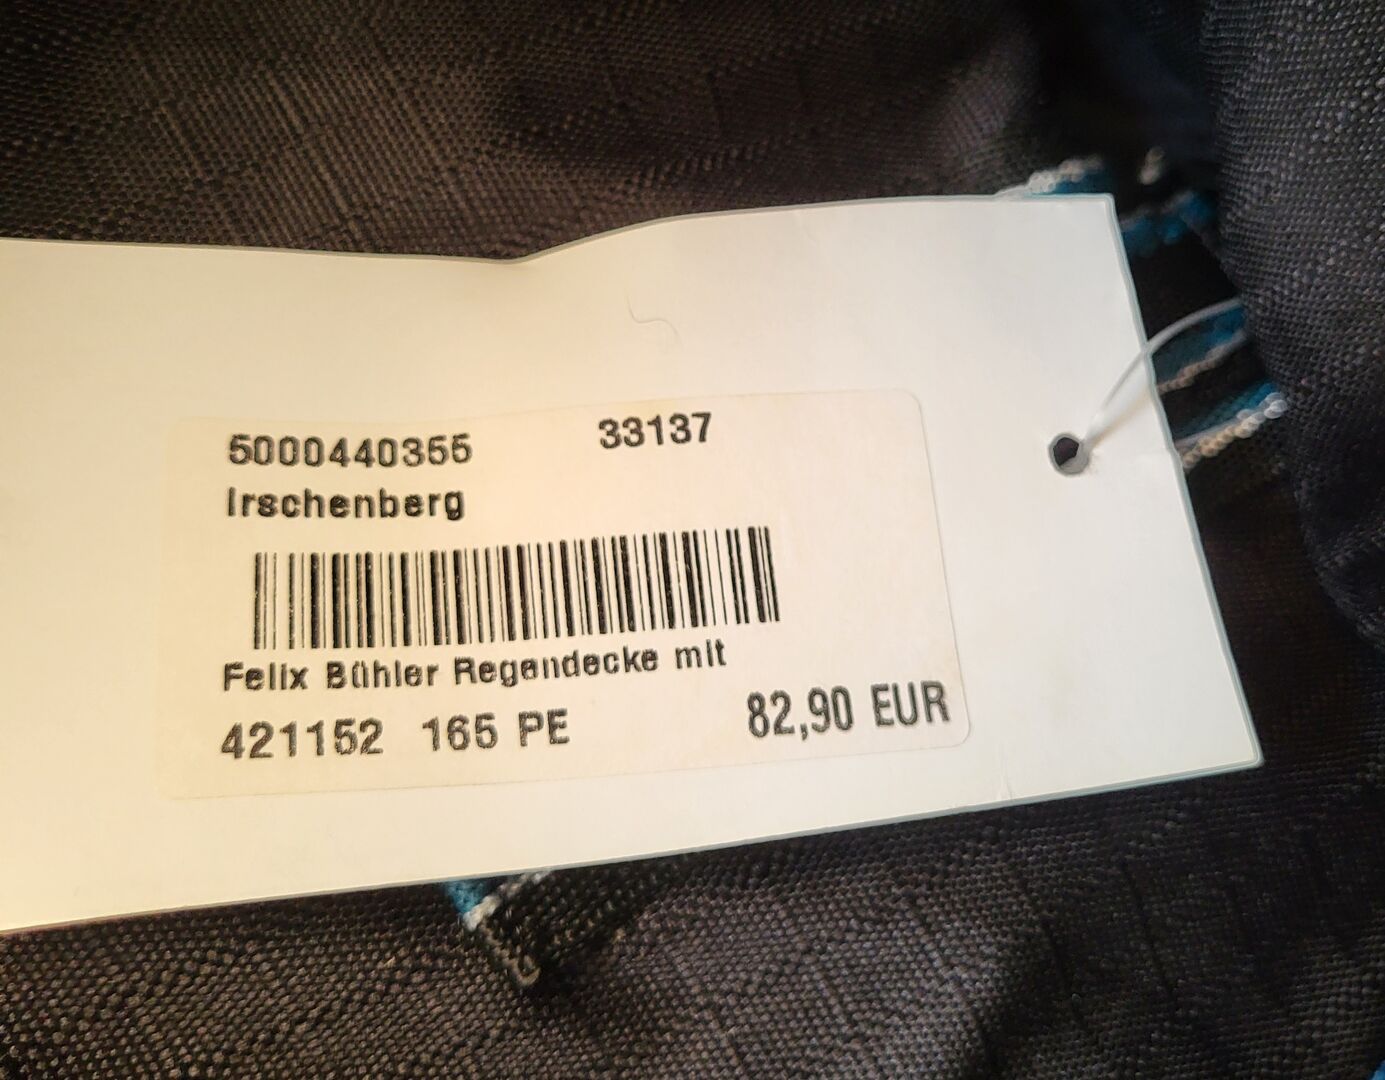 5000440355 33137
Irschenberg
Felix Bühler Regendecke mit
421152 165 PE 82,90 EUR